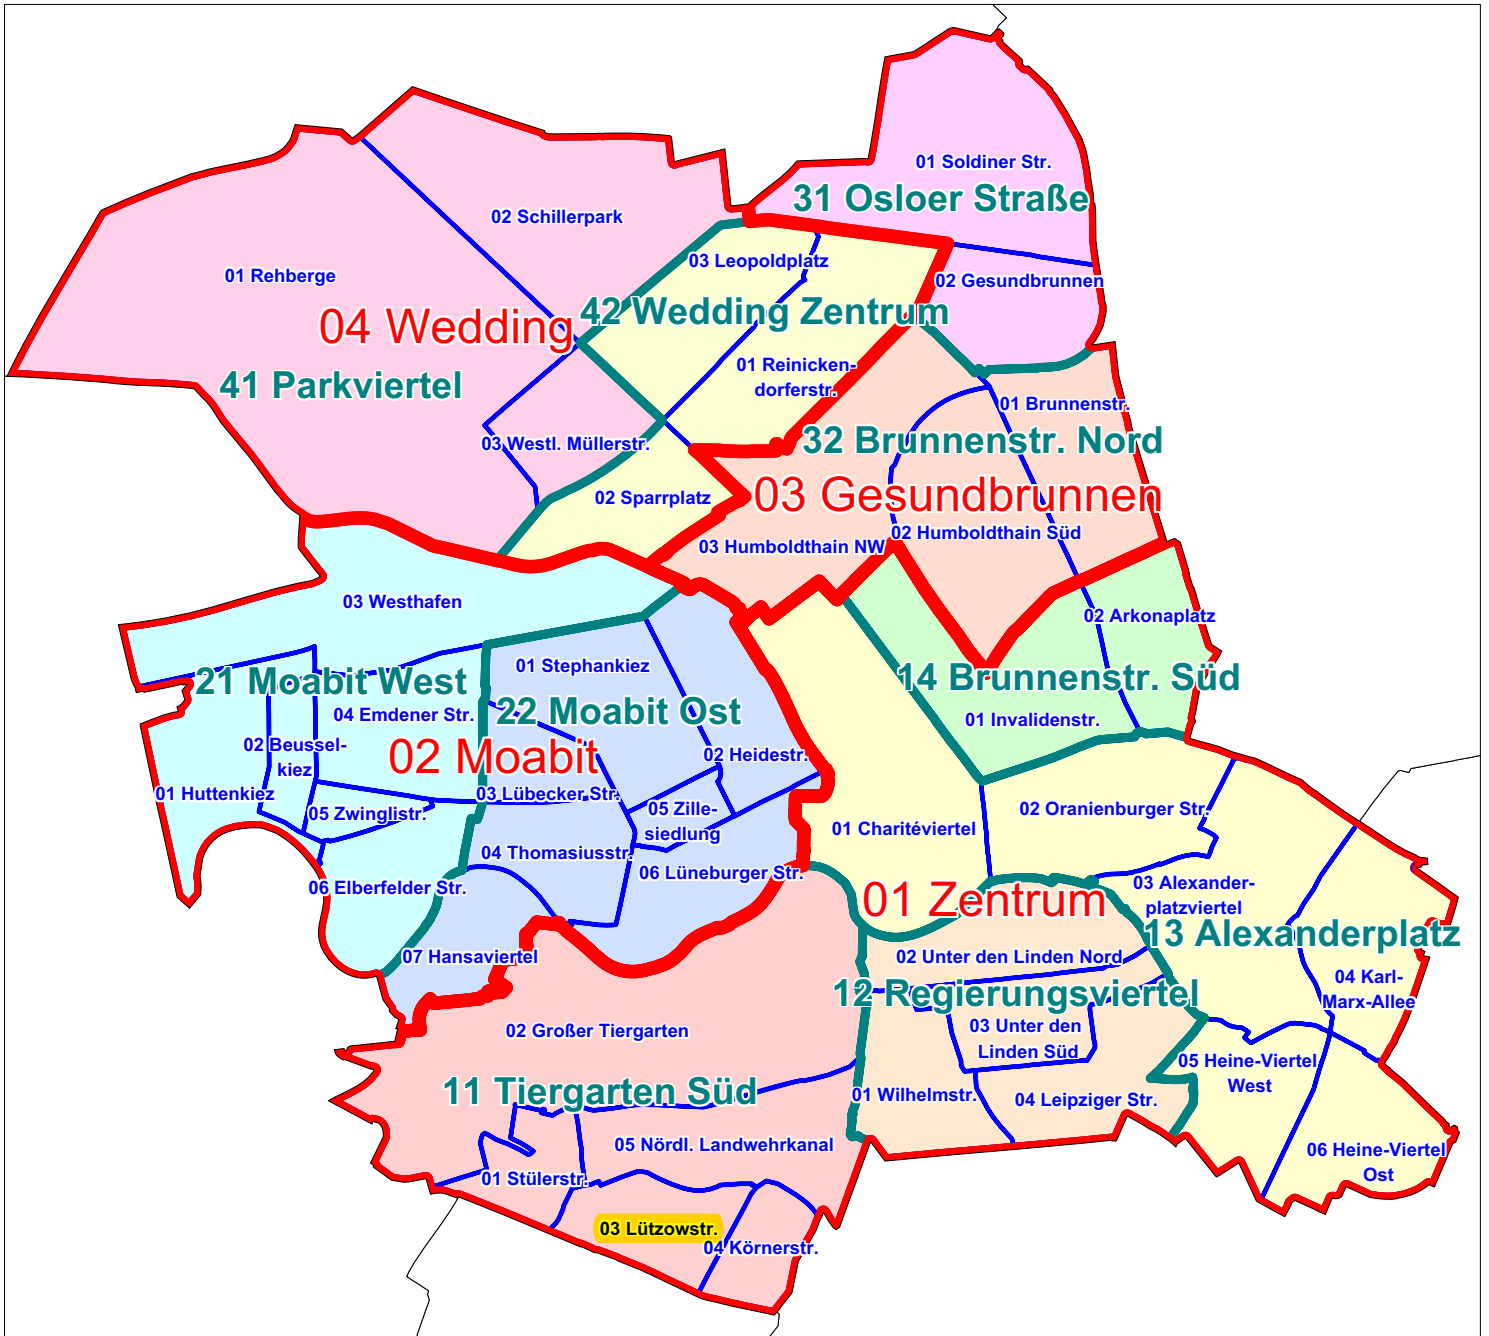 01 Soldiner Str.
31 Osloer Straße
02 Schillerpark
03 Leopoldplatz
01 Rehberge
02 Gesundbrunnen
42 Wedding Zentrum
04 Wedding
01 Reinicken-
dorferstr.
41 Parkviertel
01 Brunnenstr.
32 Brunnenstr. Nord
03 Westl. Müllerstr.
02 Sparrplatz
03 Gesundbrunnen
02 Humboldthain Süd
03 Humboldthain NW
03 Westhafen
02 Arkonaplatz
01 Stephankiez
14 Brunnenstr. Süd
21 Moabit West
22 Moabit Ost
04 Emdener Str.
01 Invalidenstr.
02 Beussel-
kiez
02 Moabit
02 Heidestr.
01 Huttenkiez
03 Lübecker Str.
05 Zwinglistr.
05 Zille-
siedlung
02 Oranienburger Str.
01 Charitéviertel
04 Thomasiusstr.
06 Lüneburger Str.
06 Elberfelder Str.
03 Alexander-
platzviertel
01 Zentrum
13 Alexanderplatz
07 Hansaviertel
02 Unter den Linden Nord
04 Karl-
Marx-Allee
12 Regierungsviertel
02 Großer Tiergarten
03 Unter den
Linden Süd
05 Heine-Viertel
West
11 Tiergarten Süd
01 Wilhelmstr.
04 Leipziger Str.
05 Nördl. Landwehrkanal
06 Heine-Viertel
Ost
01 Stülerstr.
03 Lützowstr.
04 Körnerstr.